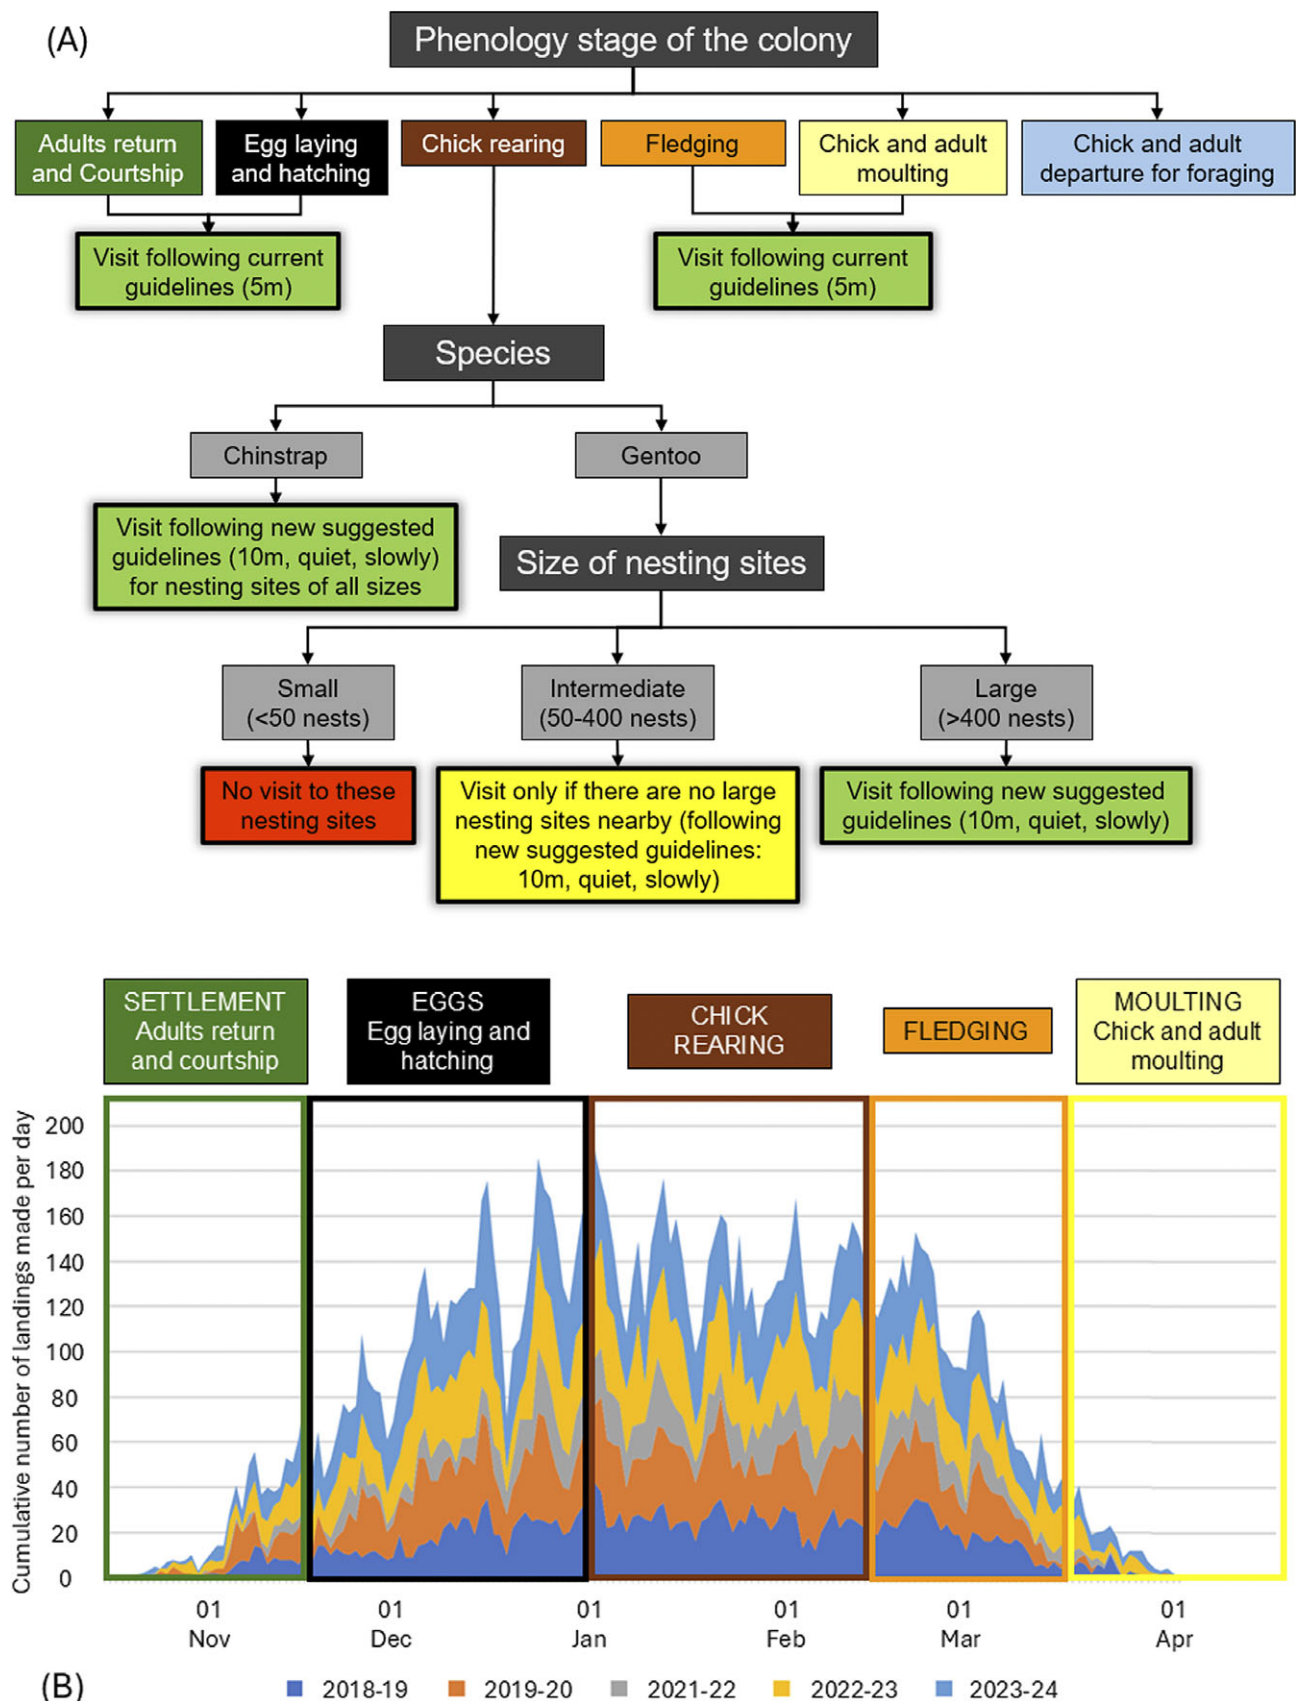 (A)
Phenology stage of the colony
Adults return
and Courtship
Egg laying
and hatching
Chick rearing
Fledging
Chick and adult
moulting
Chick and adult
departure for foraging
Visit following current
guidelines (5m)
Visit following current
guidelines (5m)
Species
Chinstrap
Gentoo
Visit following new suggested
guidelines (10m, quiet, slowly)
for nesting sites of all sizes
Size of nesting sites
Small
(<50 nests)
Intermediate
(50-400 nests)
Large
(>400 nests)
No visit to these
nesting sites
Visit only if there are no large
nesting sites nearby (following
new suggested guidelines:
10m, quiet, slowly)
Visit following new suggested
guidelines (10m, quiet, slowly)
SETTLEMENT
Adults return
and courtship
EGGS
Egg laying and
hatching
CHICK
REARING
FLEDGING
MOULTING
Chick and adult
moulting
Cumulative number of landings made per day
200
180
160
140
120
100
80
60
40
20
0
01
Nov
01
Dec
01
Jan
01
Feb
01
Mar
01
Apr
(B)
2018-19
2019-20
2021-22
2022-23
2023-24